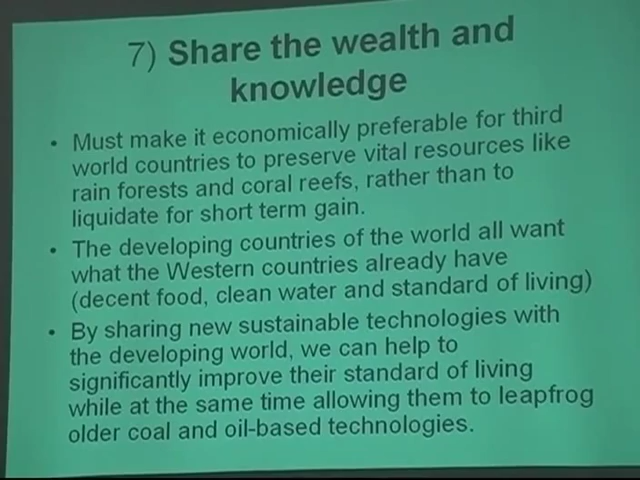 7) Share the wealth and
knowledge
• Must make it economically preferable for third
world countries to preserve vital resources like
rain forests and coral reefs, rather than to
liquidate for short term gain.
• The developing countries of the world all want
what the Western countries already have
(decent food, clean water and standard of living)
• By sharing new sustainable technologies with
the developing world, we can help to
significantly improve their standard of living
while at the same time allowing them to leapfrog
older coal and oil-based technologies.